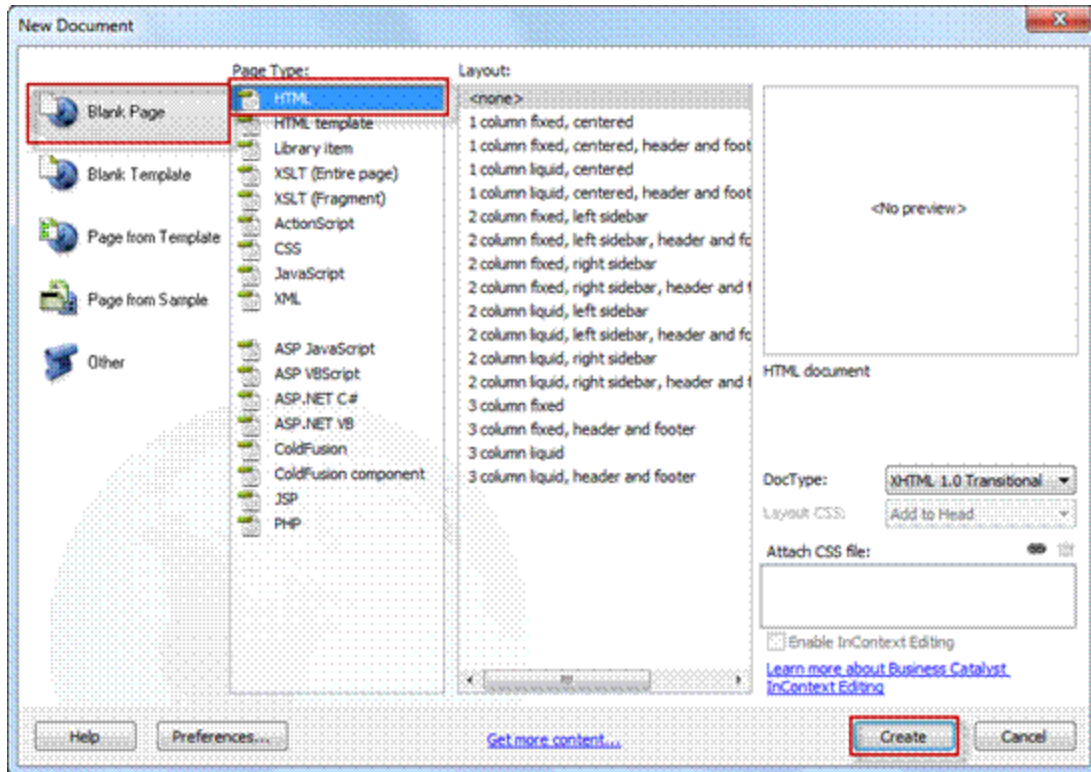 New Document
Blank Page
Blank Template
Page from Template
Page from Sample
Other
Page Type:
HTML
HTML template
Library item
XSLT (Entire page)
XSLT (Fragment)
ActionScript
CSS
JavaScript
XML
ASP JavaScript
ASP VBScript
ASP.NET C#
ASP.NET VB
ColdFusion
ColdFusion component
JSP
PHP
Layout:
<none>
1 column fixed, centered
1 column fixed, centered, header and foot
1 column liquid, centered
1 column liquid, centered, header and foot
2 column fixed, left sidebar
2 column fixed, left sidebar, header and fo
2 column fixed, right sidebar
2 column fixed, right sidebar, header and f
2 column liquid, left sidebar
2 column liquid, left sidebar, header and fo
2 column liquid, right sidebar
2 column liquid, right sidebar, header and f
3 column fixed
3 column fixed, header and footer
3 column liquid
3 column liquid, header and footer
<No preview>
HTML document
DocType:
XHTML 1.0 Transitional
Layout CSS:
Add to Head
Attach CSS file:
Enable InContext Editing
Learn more about Business Catalyst
InContext Editing
Help
Preferences...
Get more content...
Create
Cancel